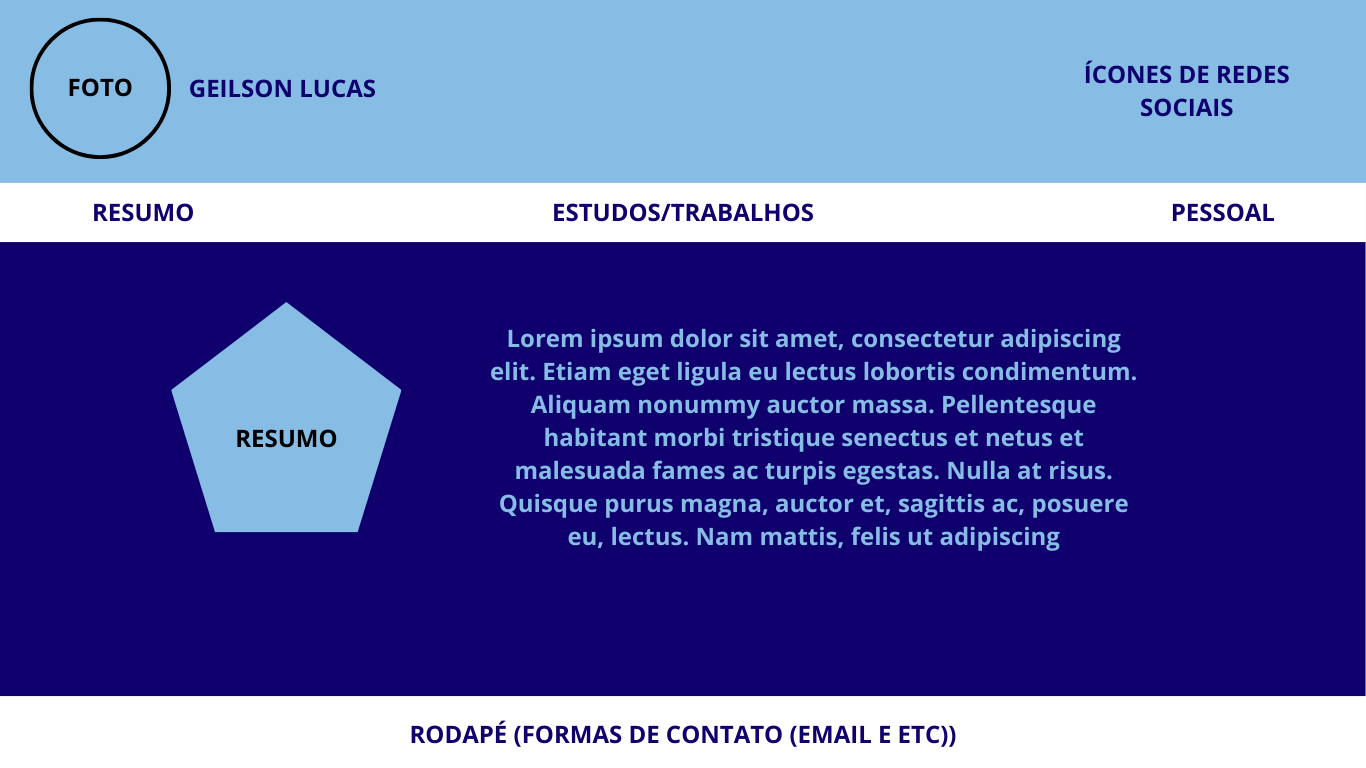 FOTO
GEILSON LUCAS
ÍCONES DE REDES
SOCIAIS
RESUMO
ESTUDOS/TRABALHOS
PESSOAL
RESUMO
Lorem ipsum dolor sit amet, consectetur adipiscing
elit. Etiam eget ligula eu lectus lobortis condimentum.
Aliquam nonummy auctor massa. Pellentesque
habitant morbi tristique senectus et netus et
malesuada fames ac turpis egestas. Nulla at risus.
Quisque purus magna, auctor et, sagittis ac, posuere
eu, lectus. Nam mattis, felis ut adipiscing
RODAPÉ (FORMAS DE CONTATO (EMAIL E ETC))